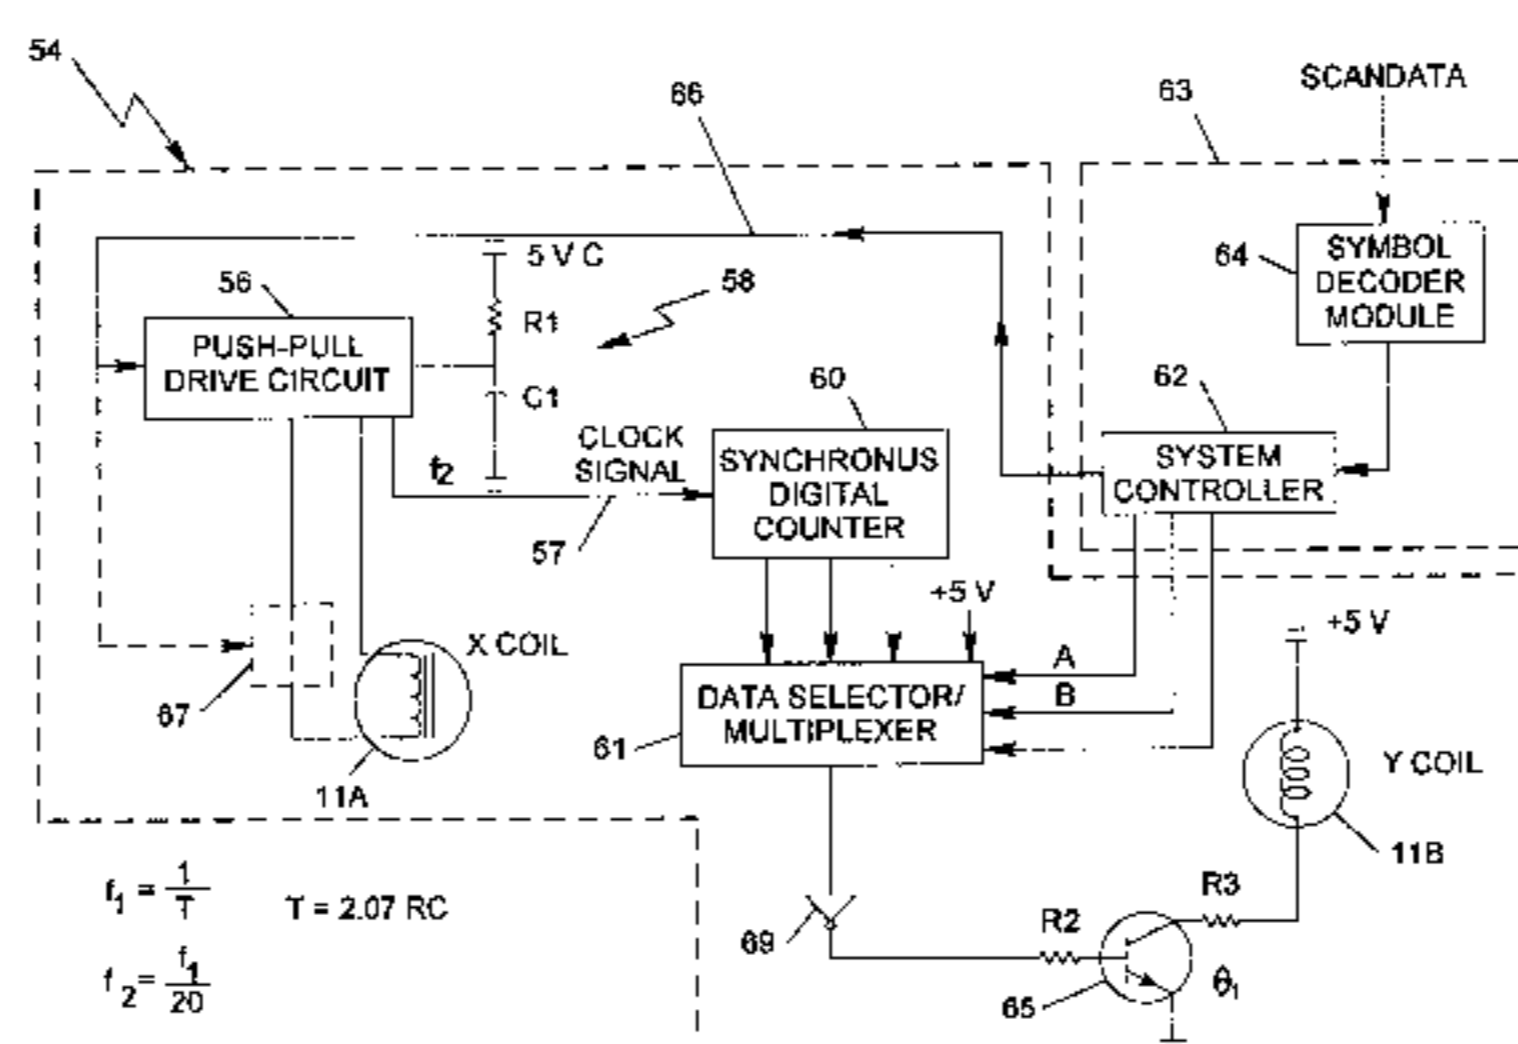 54
66
63
SCANDATA
5 V C
58
64
SYMBOL
DECODER
MODULE
56
R1
PUSH-PULL
DRIVE CIRCUIT
C1
60
62
CLOCK
SIGNAL
f2
57
SYNCHRONUS
DIGITAL
COUNTER
SYSTEM
CONTROLLER
+5 V
+5 V
X COIL
A
B
67
DATA SELECTOR/
MULTIPLEXER
61
11A
Y COIL
11B
f1 = 1/T
T = 2.07 RC
f2 = f1/20
69
R2
R3
65
θ1